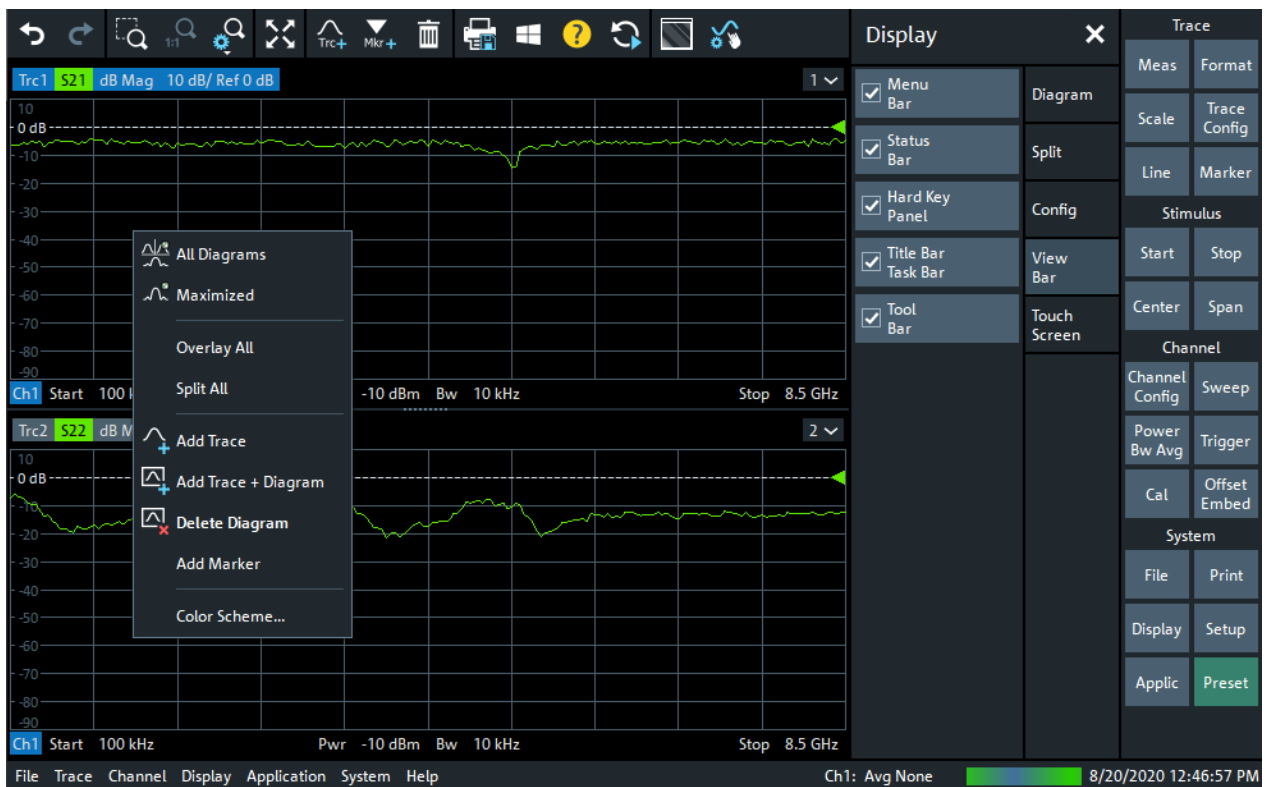 1:1 Trc+ Mkr+ ?
Trc1 S21 dB Mag 10 dB/ Ref 0 dB 1
10
0 dB
-10
-20
-30
-40
-50
-60
-70
-80
-90
Ch1 Start 100 -10 dBm Bw 10 kHz Stop 8.5 GHz
Trc2 S22 dB M 2
10
0 dB
-10
-20
-30
-40
-50
-60
-70
-80
-90
Ch1 Start 100 kHz Pwr -10 dBm Bw 10 kHz Stop 8.5 GHz
All Diagrams
Maximized
Overlay All
Split All
Add Trace
Add Trace + Diagram
Delete Diagram
Add Marker
Color Scheme...
Display
Menu
Bar
Status
Bar
Hard Key
Panel
Title Bar
Task Bar
Tool
Bar
Diagram
Split
Config
View
Bar
Touch
Screen
Trace
Meas Format
Scale Trace
Config
Line Marker
Stimulus
Start Stop
Center Span
Channel
Channel
Config Sweep
Power
Bw Avg Trigger
Cal Offset
Embed
System
File Print
Display Setup
Applic Preset
File Trace Channel Display Application System Help Ch1: Avg None 8/20/2020 12:46:57 PM